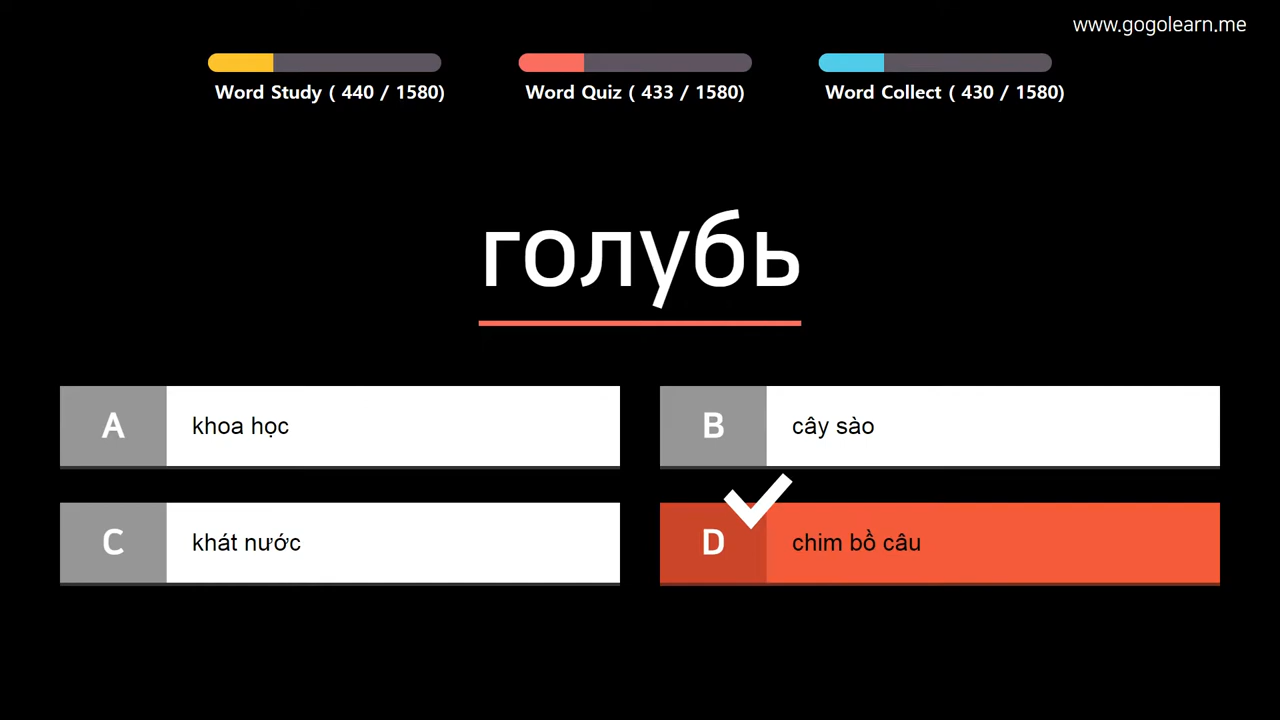 www.gogolearn.me
Word Study ( 440 / 1580)
Word Quiz ( 433 / 1580)
Word Collect ( 430 / 1580)
голубь
A khoa học
B cây sào
C khát nước
D chim bồ câu